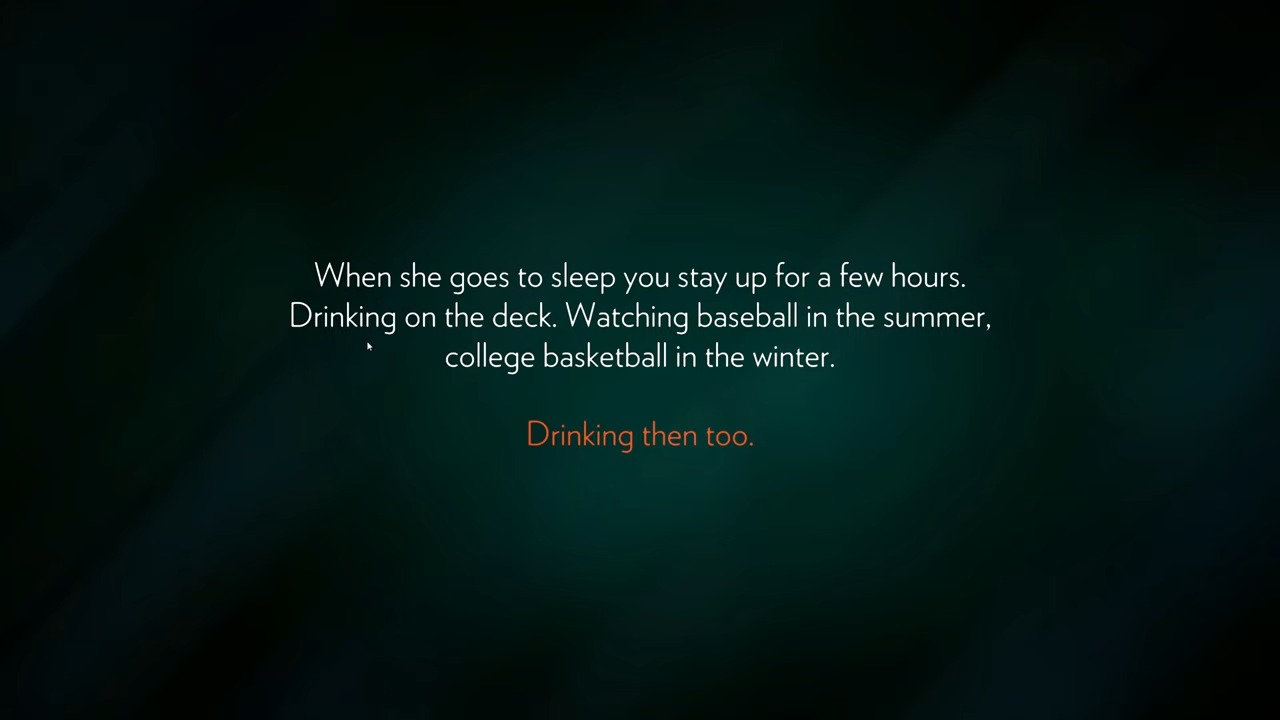 When she goes to sleep you stay up for a few hours.
Drinking on the deck. Watching baseball in the summer,
college basketball in the winter.
Drinking then too.